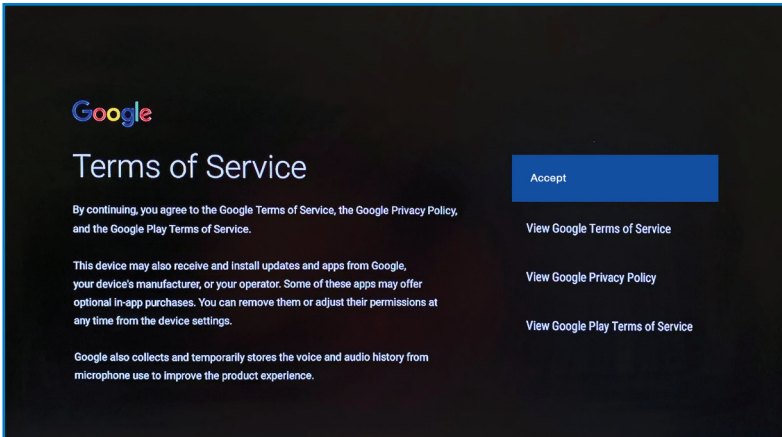 Google
Terms of Service
By continuing, you agree to the Google Terms of Service, the Google Privacy Policy,
and the Google Play Terms of Service.
This device may also receive and install updates and apps from Google,
your device's manufacturer, or your operator. Some of these apps may offer
optional in-app purchases. You can remove them or adjust their permissions at
any time from the device settings.
Google also collects and temporarily stores the voice and audio history from
microphone use to improve the product experience.
Accept
View Google Terms of Service
View Google Privacy Policy
View Google Play Terms of Service